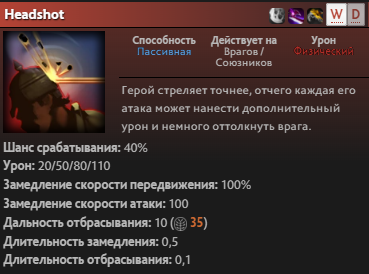 Headshot
W D
Способность
Пассивная
Действует на
Врагов /
Союзников
Урон
Физический
Герой стреляет точнее, отчего каждая его
атака может нанести дополнительный
урон и немного оттолкнуть врага.
Шанс срабатывания: 40%
Урон: 20/50/80/110
Замедление скорости передвижения: 100%
Замедление скорости атаки: 100
Дальность отбрасывания: 10 ( 35)
Длительность замедления: 0,5
Длительность отбрасывания: 0,1